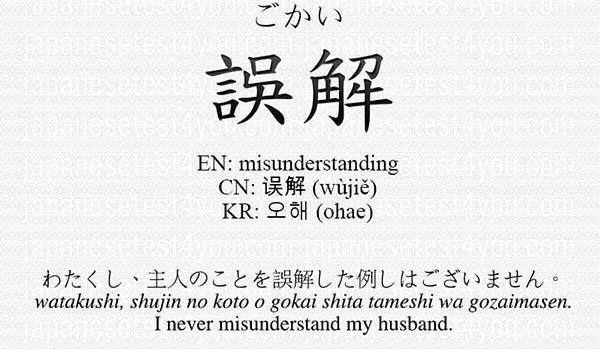 ごかい
誤解
EN: misunderstanding
CN: 误解 (wùjiě)
KR: 오해 (ohae)
わたくし、主人のことを誤解した例しはございません。
watakushi, shujin no koto o gokai shita tameshi wa gozaimasen.
I never misunderstand my husband.
japanesetest4you.com